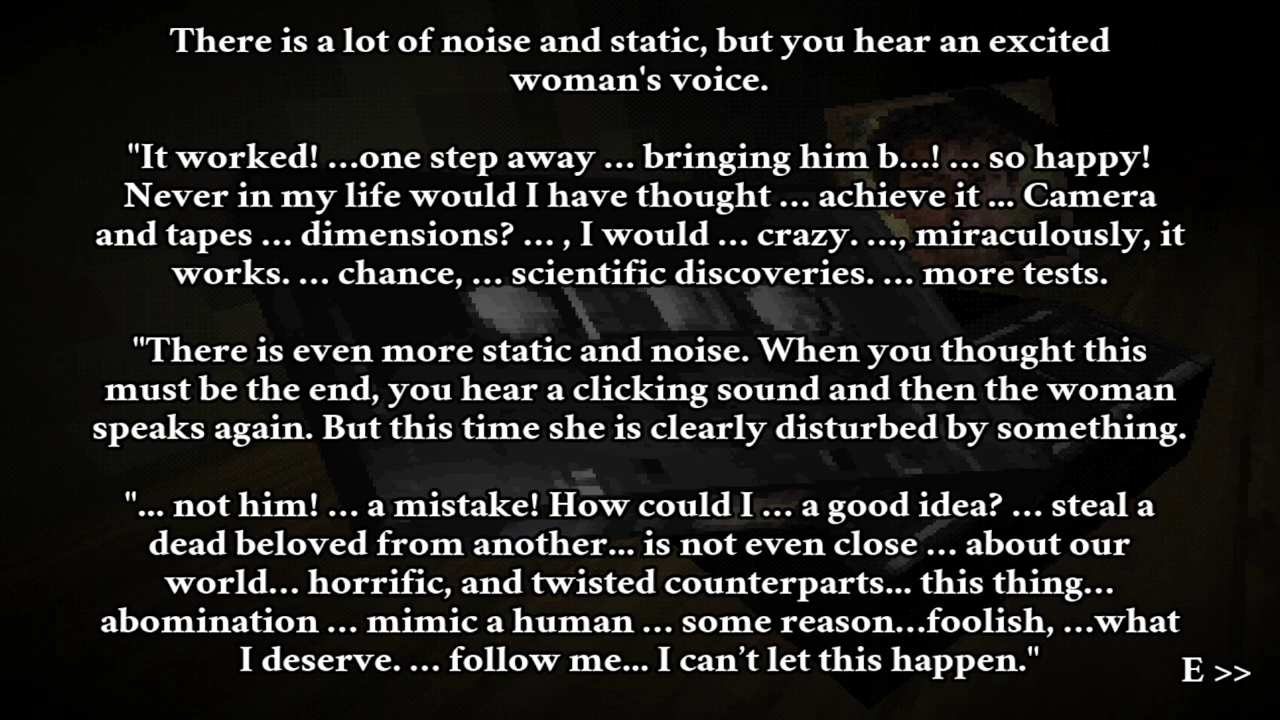 There is a lot of noise and static, but you hear an excited
woman's voice.
"It worked! ...one step away ... bringing him b...! ... so happy!
Never in my life would I have thought ... achieve it ... Camera
and tapes ... dimensions? ... , I would ... crazy. ..., miraculously, it
works. ... chance, ... scientific discoveries. ... more tests.
"There is even more static and noise. When you thought this
must be the end, you hear a clicking sound and then the woman
speaks again. But this time she is clearly disturbed by something.
"... not him! ... a mistake! How could I ... a good idea? ... steal a
dead beloved from another... is not even close ... about our
world... horrific, and twisted counterparts... this thing...
abomination ... mimic a human ... some reason...foolish, ...what
I deserve. ... follow me... I can’t let this happen."
E >>